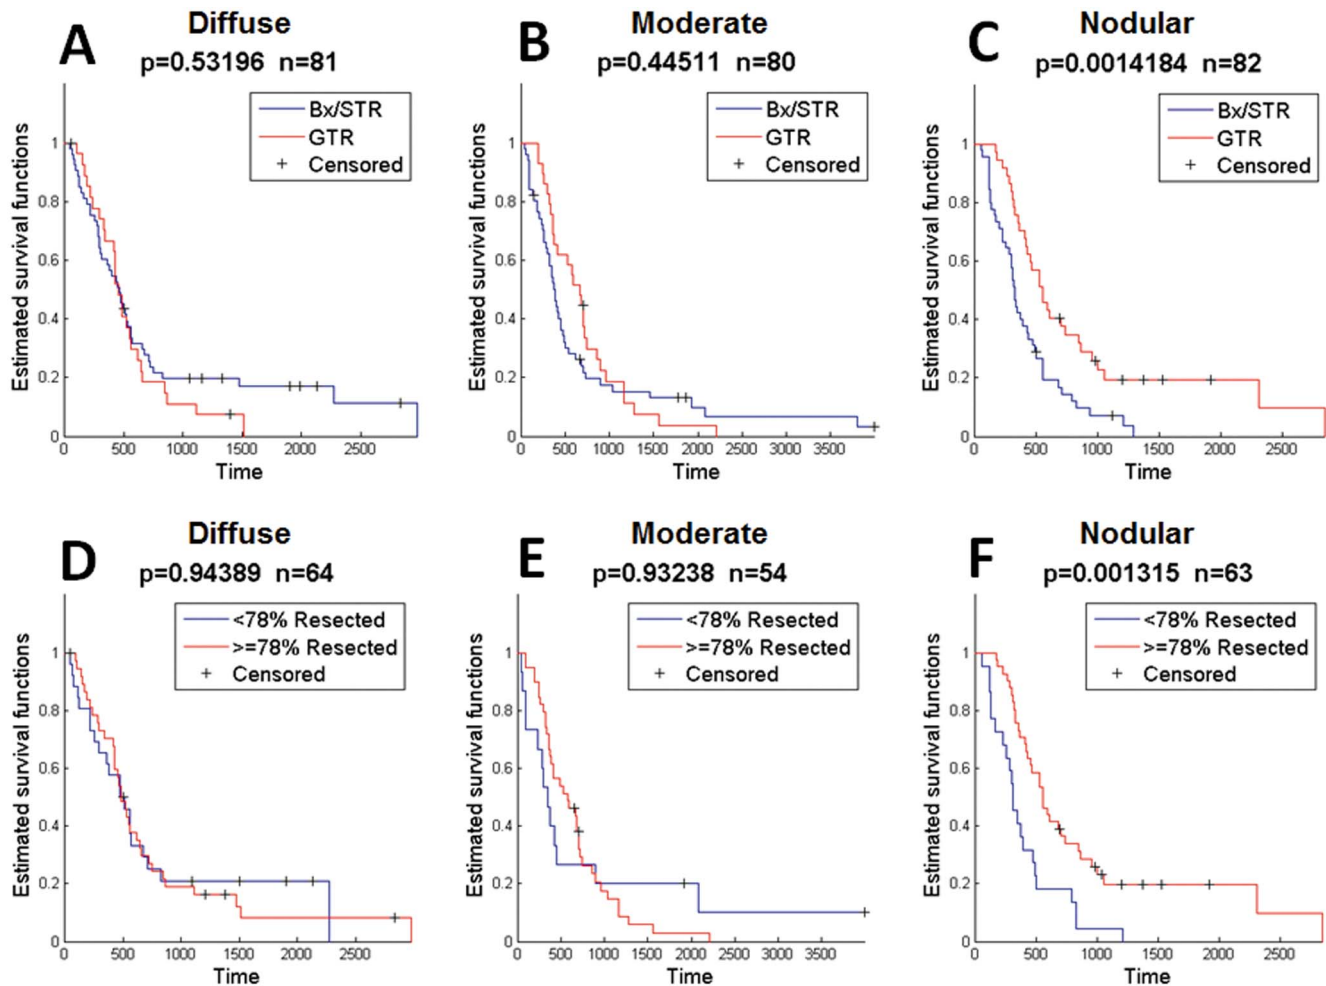 A
Diffuse
p=0.53196 n=81
Bx/STR
GTR
Censored
Estimated survival functions
1
0.8
0.6
0.4
0.2
0
0 500 1000 1500 2000 2500
Time
B
Moderate
p=0.44511 n=80
Bx/STR
GTR
Censored
Estimated survival functions
1
0.8
0.6
0.4
0.2
0
0 500 1000 1500 2000 2500 3000 3500
Time
C
Nodular
p=0.0014184 n=82
Bx/STR
GTR
Censored
Estimated survival functions
1
0.8
0.6
0.4
0.2
0
0 500 1000 1500 2000 2500
Time
D
Diffuse
p=0.94389 n=64
<78% Resected
>=78% Resected
Censored
Estimated survival functions
1
0.8
0.6
0.4
0.2
0
0 500 1000 1500 2000 2500
Time
E
Moderate
p=0.93238 n=54
<78% Resected
>=78% Resected
Censored
Estimated survival functions
1
0.8
0.6
0.4
0.2
0
0 500 1000 1500 2000 2500 3000 3500
Time
F
Nodular
p=0.001315 n=63
<78% Resected
>=78% Resected
Censored
Estimated survival functions
1
0.8
0.6
0.4
0.2
0
0 500 1000 1500 2000 2500
Time